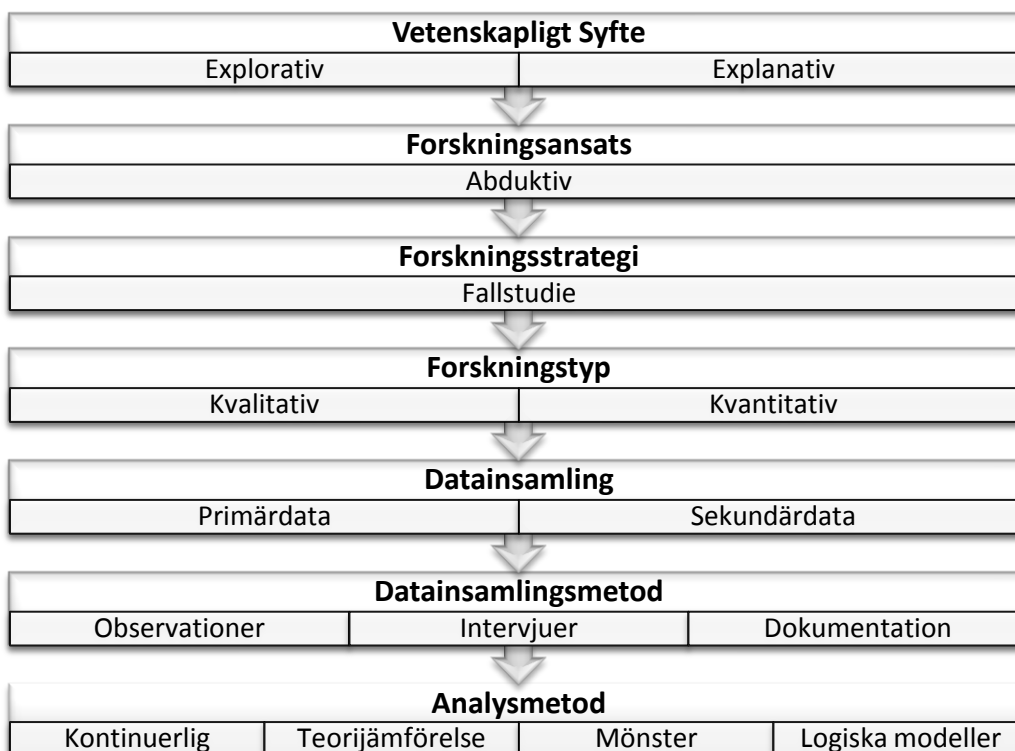 Vetenskapligt Syfte
Explorativ Explanativ
Forskningsansats
Abduktiv
Forskningsstrategi
Fallstudie
Forskningstyp
Kvalitativ Kvantitativ
Datainsamling
Primärdata Sekundärdata
Datainsamlingsmetod
Observationer Intervjuer Dokumentation
Analysmetod
Kontinuerlig Teorijämförelse Mönster Logiska modeller